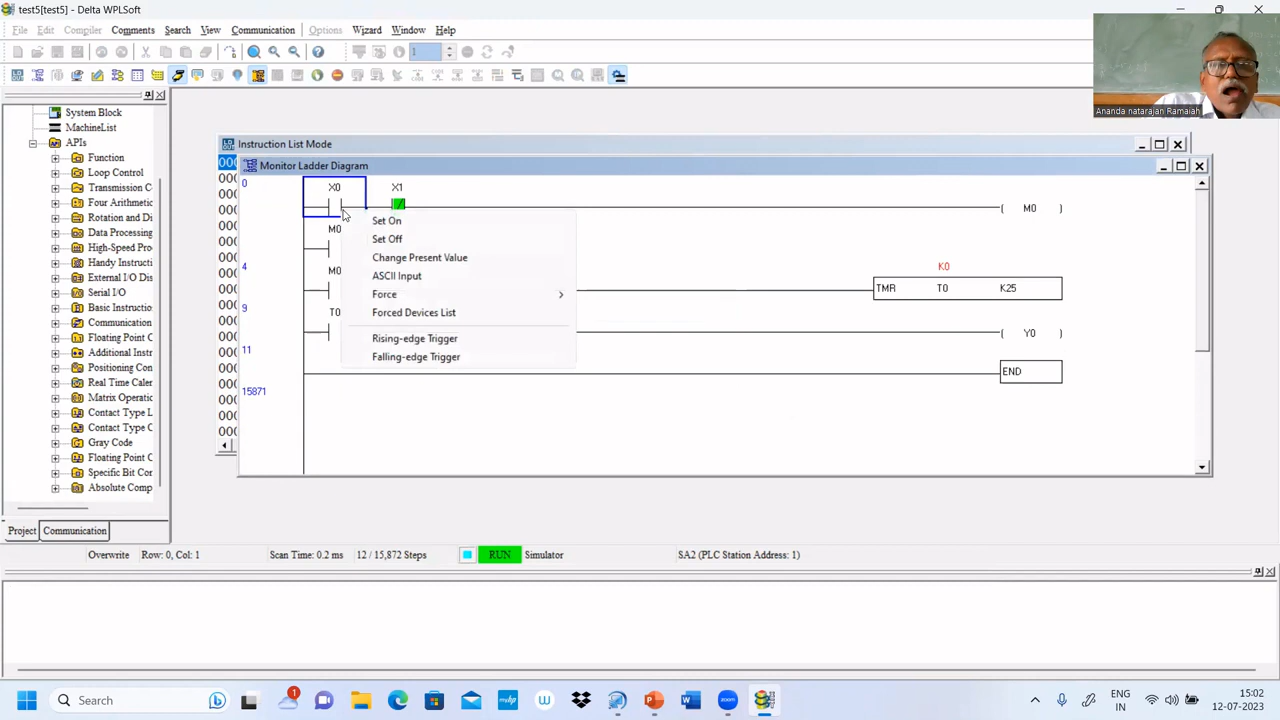 test5[test5] - Delta WPLSoft
File Edit Compiler Comments Search View Communication Options Wizard Window Help
1
Ananda natarajan Ramaiah
System Block
MachineList
APIs
Function
Loop Control
Transmission C
Four Arithmetic
Rotation and Di
Data Processing
High-Speed Pro
Handy Instructi
External I/O Dis
Serial I/O
Basic Instructio
Communication
Floating Point C
Additional Instr
Positioning Con
Real Time Caler
Matrix Operatio
Contact Type L
Contact Type C
Gray Code
Floating Point C
Specific Bit Cor
Absolute Comp
Project Communication
Instruction List Mode
Monitor Ladder Diagram
0 X0 X1 ( M0 )
M0
4 M0 K0
TMR T0 K25
9 T0 ( Y0 )
11 END
15871
Set On
Set Off
Change Present Value
ASCII Input
Force
Forced Devices List
Rising-edge Trigger
Falling-edge Trigger
Overwrite Row: 0, Col: 1 Scan Time: 0.2 ms 12 / 15,872 Steps RUN Simulator SA2 (PLC Station Address: 1)
Search 1 ENG IN 15:02 12-07-2023